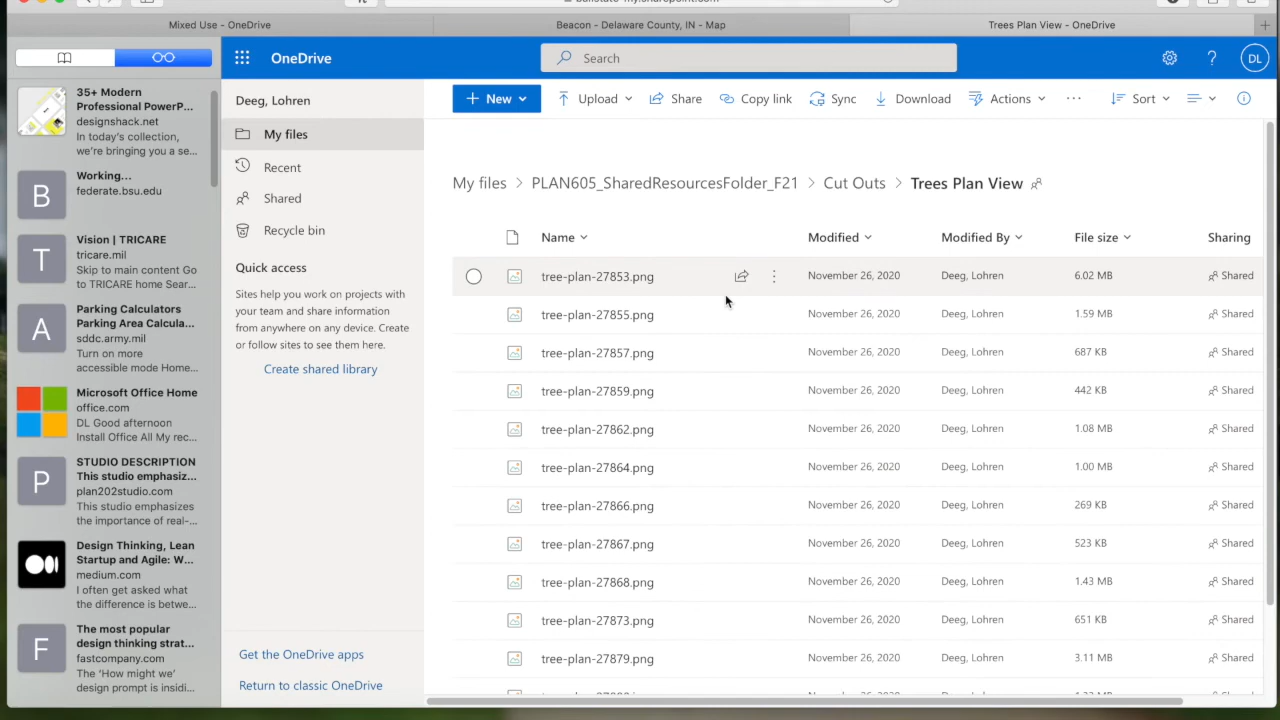 Mixed Use - OneDrive
Beacon - Delaware County, IN - Map
Trees Plan View - OneDrive
35+ Modern
Professional PowerP...
designshack.net
In today's collection,
we're bringing you a se...
B
Working...
federate.bsu.edu
T
Vision | TRICARE
tricare.mil
Skip to main content Go
to TRICARE home Sear...
A
Parking Calculators
Parking Area Calcula...
sddc.army.mil
Turn on more
accessible mode Home...
Microsoft Office Home
office.com
DL Good afternoon
Install Office All My rec...
P
STUDIO DESCRIPTION
This studio emphasiz...
plan202studio.com
This studio emphasizes
the importance of real-...
Design Thinking, Lean
Startup and Agile: W...
medium.com
I often get asked what
the difference is betwe...
F
The most popular
design thinking strat...
fastcompany.com
The 'How might we'
design prompt is insidi...
OneDrive
Search
?
DL
Deeg, Lohren
My files
Recent
Shared
Recycle bin
Quick access
Sites help you work on projects with
your team and share information
from anywhere on any device. Create
or follow sites to see them here.
Create shared library
Get the OneDrive apps
Return to classic OneDrive
+ New
Upload
Share
Copy link
Sync
Download
Actions
...
Sort
My files > PLAN605_SharedResourcesFolder_F21 > Cut Outs > Trees Plan View
Name Modified Modified By File size Sharing
tree-plan-27853.png November 26, 2020 Deeg, Lohren 6.02 MB Shared
tree-plan-27855.png November 26, 2020 Deeg, Lohren 1.59 MB Shared
tree-plan-27857.png November 26, 2020 Deeg, Lohren 687 KB Shared
tree-plan-27859.png November 26, 2020 Deeg, Lohren 442 KB Shared
tree-plan-27862.png November 26, 2020 Deeg, Lohren 1.08 MB Shared
tree-plan-27864.png November 26, 2020 Deeg, Lohren 1.00 MB Shared
tree-plan-27866.png November 26, 2020 Deeg, Lohren 269 KB Shared
tree-plan-27867.png November 26, 2020 Deeg, Lohren 523 KB Shared
tree-plan-27868.png November 26, 2020 Deeg, Lohren 1.43 MB Shared
tree-plan-27873.png November 26, 2020 Deeg, Lohren 651 KB Shared
tree-plan-27879.png November 26, 2020 Deeg, Lohren 3.11 MB Shared